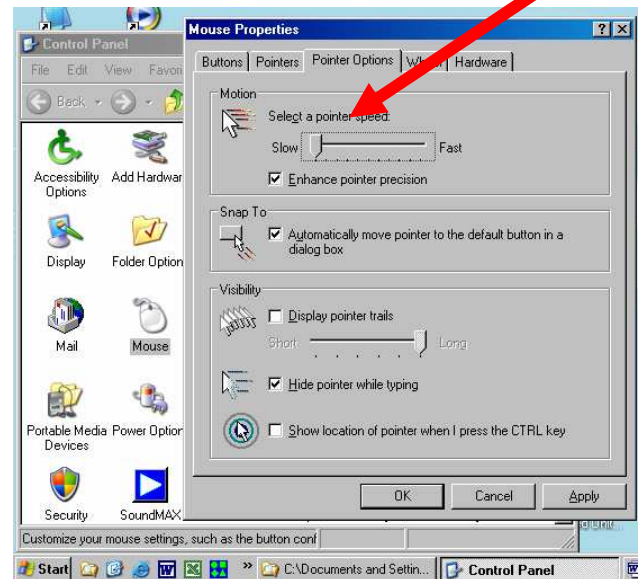 Mouse Properties
Control Panel
File Edit View Favori
Buttons Pointers Pointer Options Hardware
Back
Motion
Select a pointer speed:
Slow Fast
Enhance pointer precision
Accessibility Options
Add Hardwar
Snap To
Automatically move pointer to the default button in a
dialog box
Display
Folder Option
Visibility
Display pointer trails
Short Long
Mail
Mouse
Hide pointer while typing
Portable Media Devices
Power Option
Show location of pointer when I press the CTRL key
OK Cancel Apply
Security
SoundMAX
Customize your mouse settings, such as the button conf
Start C:\Documents and Settin... Control Panel